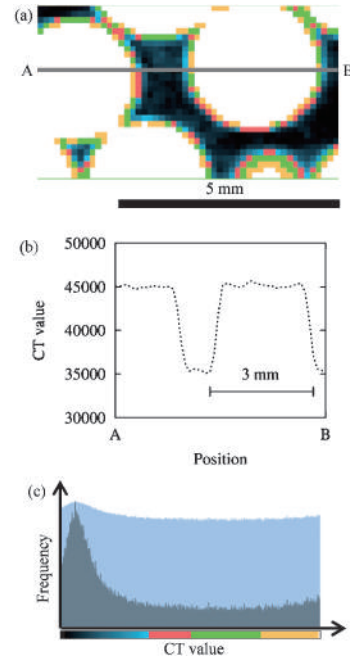 (a)
A
B
5 mm
(b)
50000
45000
40000
35000
30000
CT value
3 mm
A
B
Position
(c)
Frequency
CT value